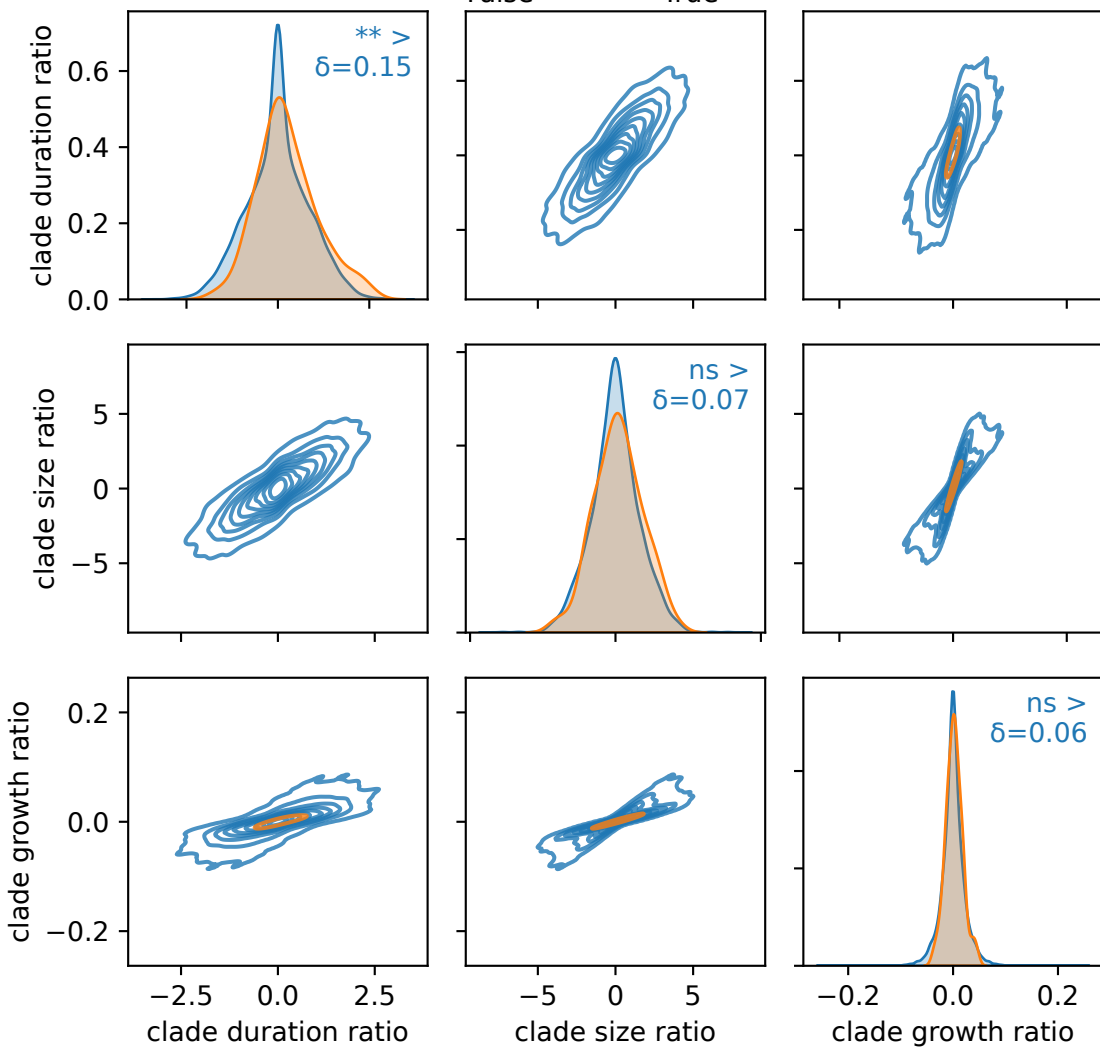 True
clade duration ratio
0.6
0.4
0.2
0.0
** >
δ=0.15
clade size ratio
5
0
−5
ns >
δ=0.07
clade growth ratio
0.2
0.0
−0.2
ns >
δ=0.06
−2.5 0.0 2.5
−5 0 5
−0.2 0.0 0.2
clade duration ratio
clade size ratio
clade growth ratio